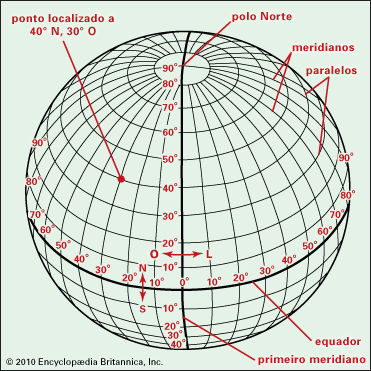 ponto localizado a
40° N, 30° O
polo Norte
meridianos
paralelos
90°
80°
70°
60°
50°
40°
30°
20°
10°
90°
80°
70°
60°
50°
40°
30°
20°
10°
0°
10°
20°
30°
40°
50°
60°
70°
80°
90°
O
L
N
S
10°
20°
30°
40°
equador
primeiro meridiano
© 2010 Encyclopædia Britannica, Inc.